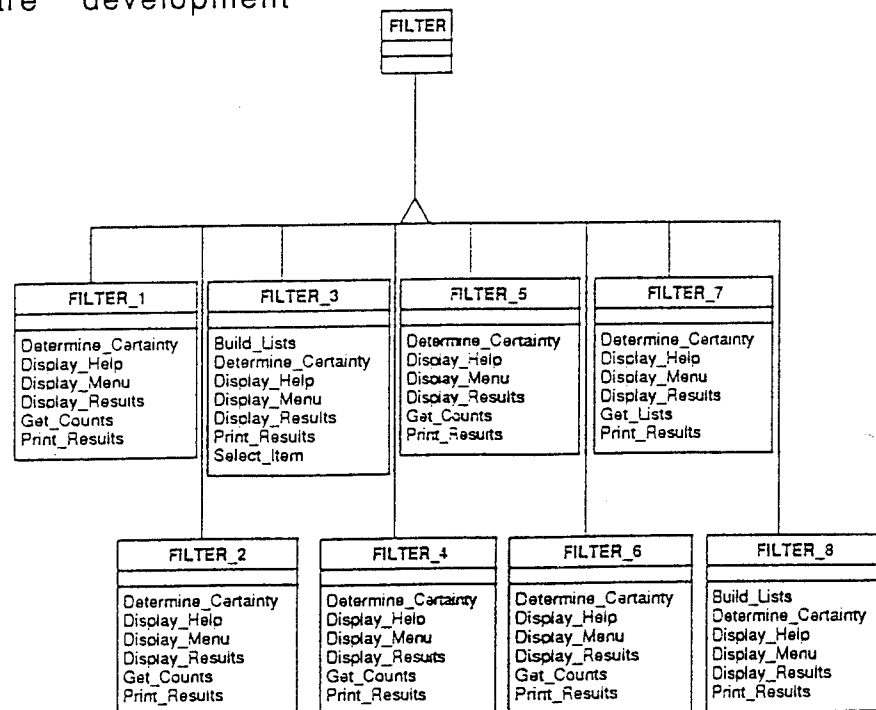 development
FILTER
FILTER_1
Determine_Certainty
Display_Help
Display_Menu
Display_Results
Get_Counts
Print_Results
FILTER_3
Build_Lists
Determine_Certainty
Display_Help
Display_Menu
Display_Results
Print_Results
Select_Item
FILTER_5
Determine_Certainty
Display_Help
Display_Menu
Display_Results
Get_Counts
Print_Results
FILTER_7
Determine_Certainty
Display_Help
Display_Menu
Display_Results
Get_Lists
Print_Results
FILTER_2
Determine_Certainty
Display_Help
Display_Menu
Display_Results
Get_Counts
Print_Results
FILTER_4
Determine_Certainty
Display_Help
Display_Menu
Display_Results
Get_Counts
Print_Results
FILTER_6
Determine_Certainty
Display_Help
Display_Menu
Display_Results
Get_Counts
Print_Results
FILTER_8
Build_Lists
Determine_Certainty
Display_Help
Display_Menu
Display_Results
Print_Results